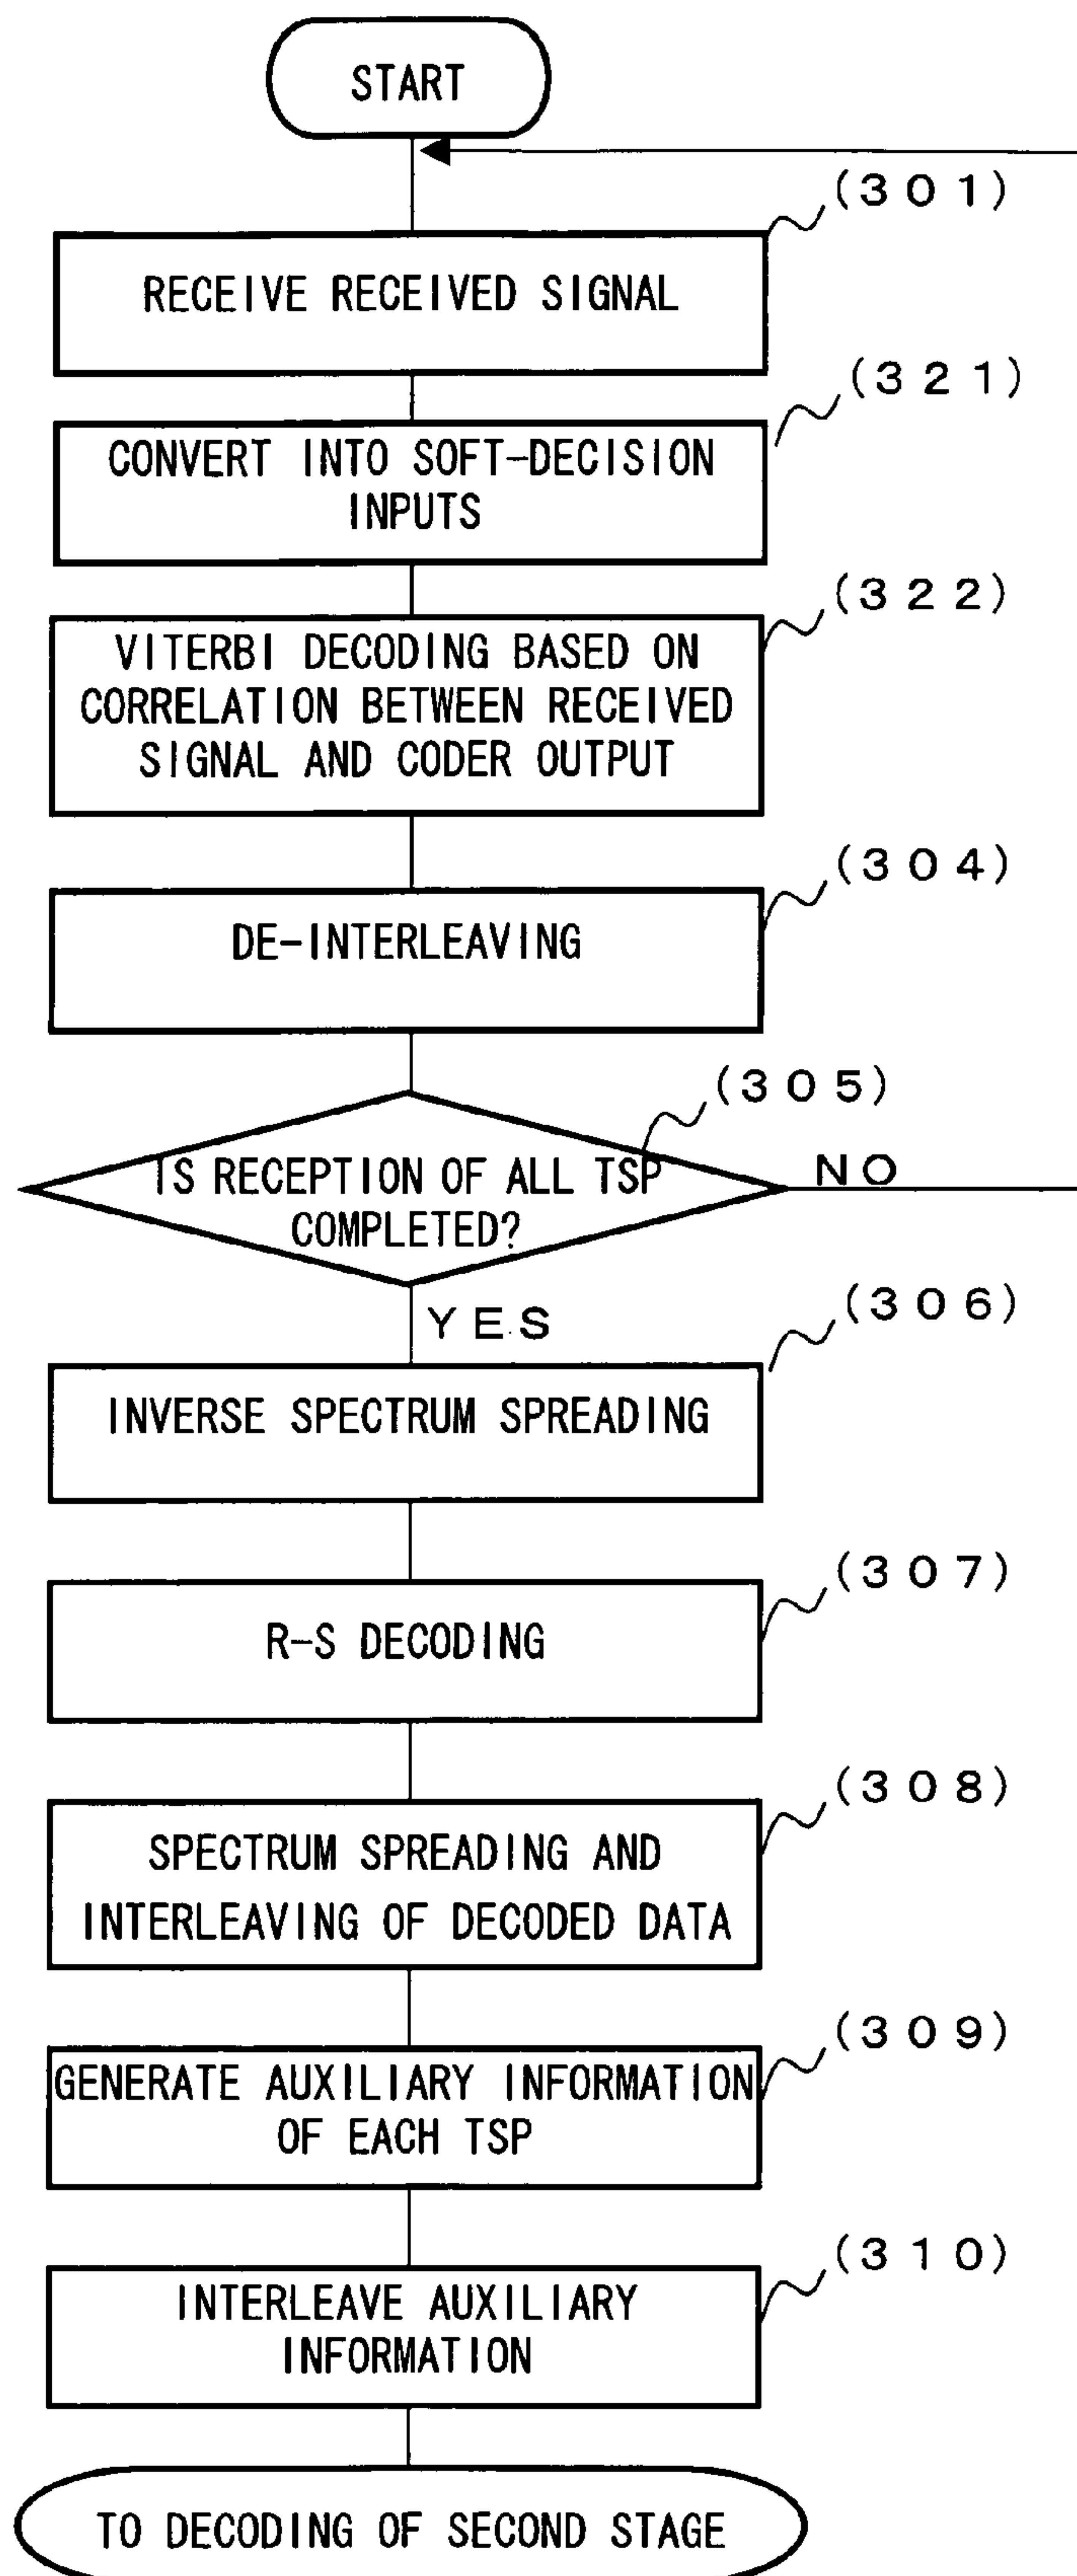 START
(301)
RECEIVE RECEIVED SIGNAL
(321)
CONVERT INTO SOFT-DECISION
INPUTS
(322)
VITERBI DECODING BASED ON
CORRELATION BETWEEN RECEIVED
SIGNAL AND CODER OUTPUT
(304)
DE-INTERLEAVING
(305)
IS RECEPTION OF ALL TSP
COMPLETED?
NO
YES
(306)
INVERSE SPECTRUM SPREADING
(307)
R-S DECODING
(308)
SPECTRUM SPREADING AND
INTERLEAVING OF DECODED DATA
(309)
GENERATE AUXILIARY INFORMATION
OF EACH TSP
(310)
INTERLEAVE AUXILIARY
INFORMATION
TO DECODING OF SECOND STAGE